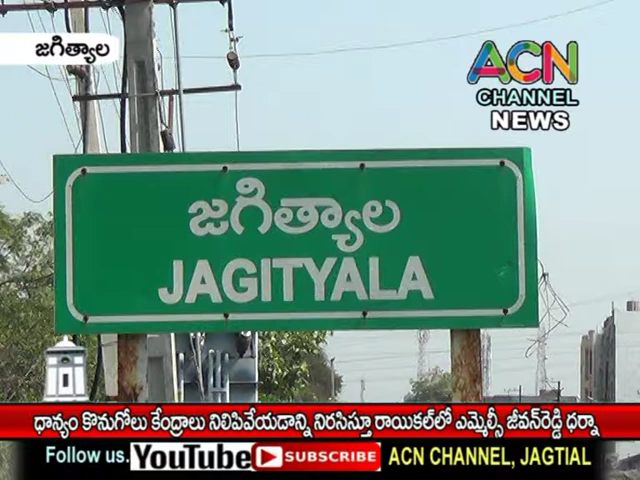 జగిత్యాల
ACN
CHANNEL
NEWS
జగిత్యాల
JAGITYALA
ధాన్యం కొనుగోలు కేంద్రాలు నిలిపివేయడాన్ని నిరసిస్తూ రాయికల్‌లో ఎమ్మెల్సీ జీవన్‌రెడ్డి ధర్నా
Follow us. YouTube SUBSCRIBE ACN CHANNEL, JAGTIAL